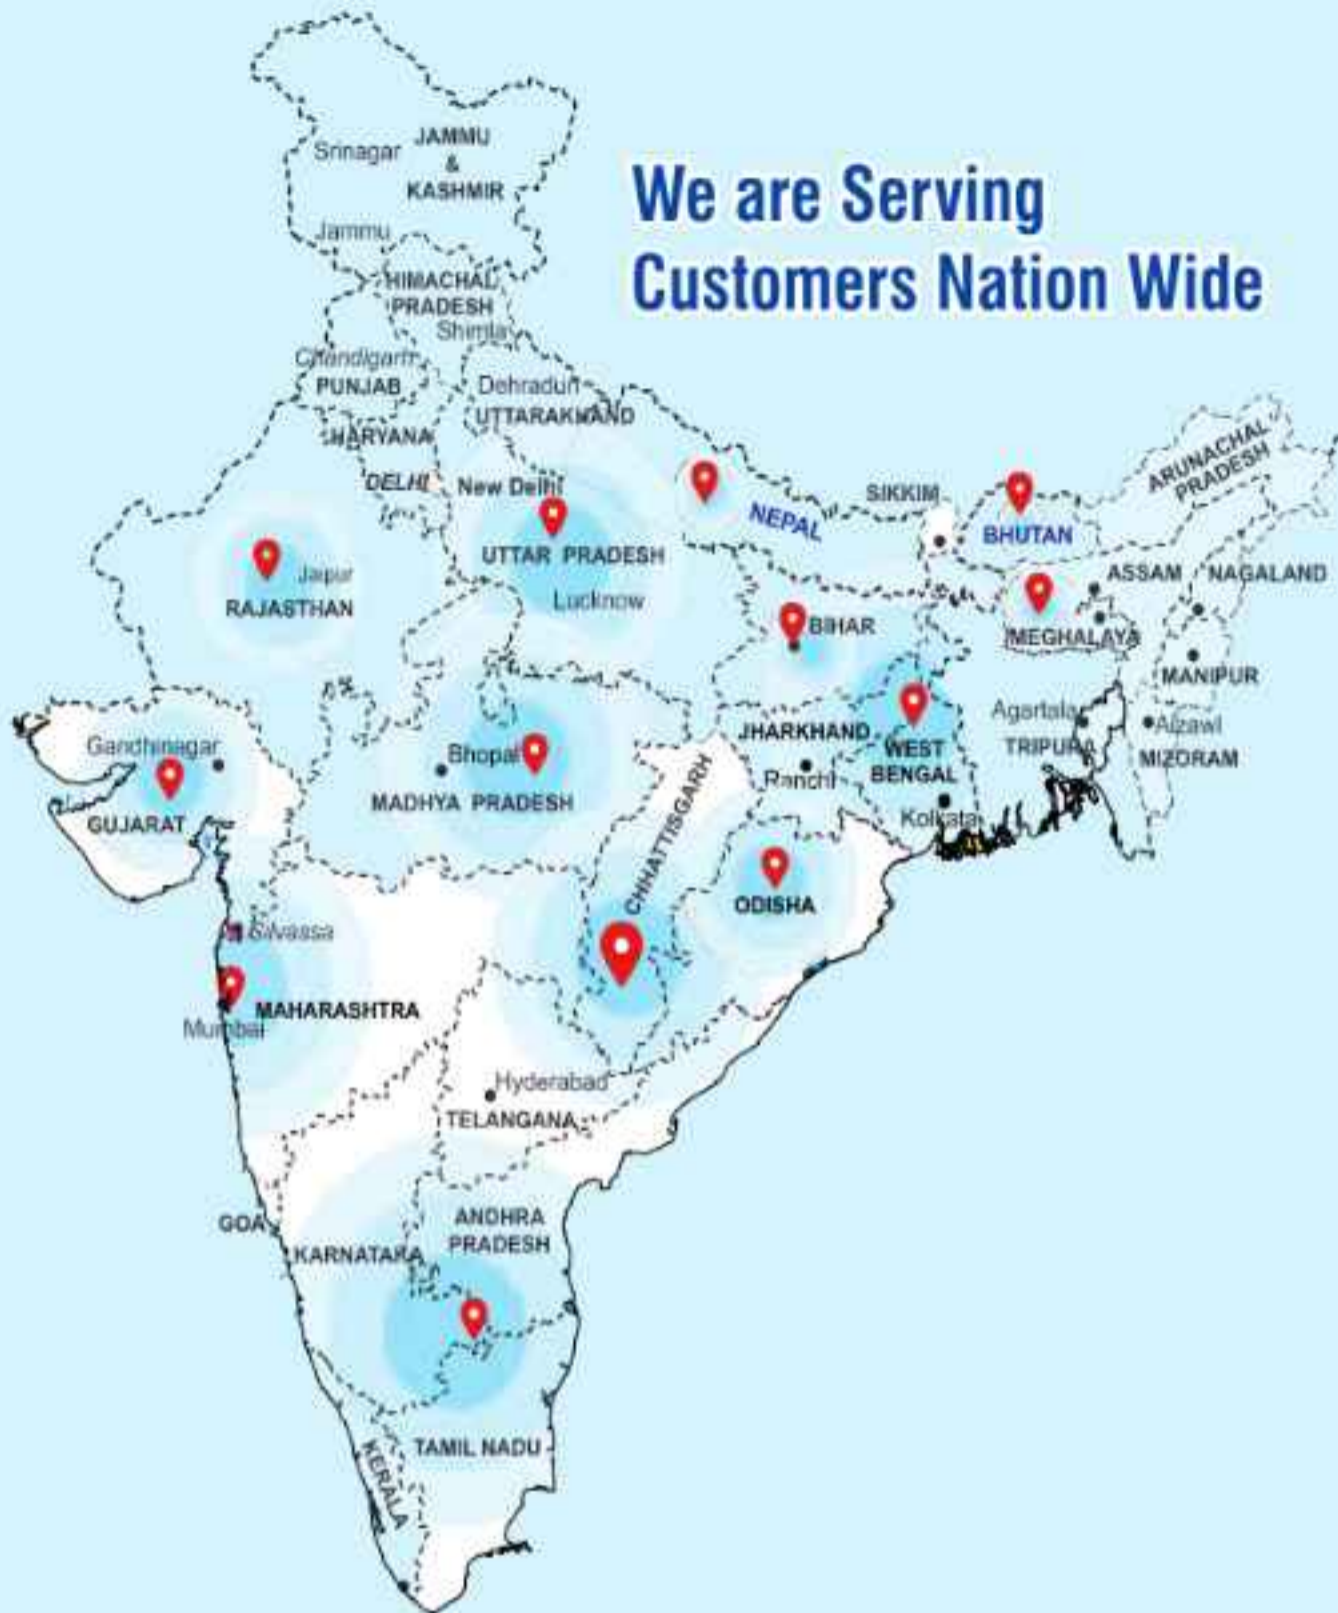 We are Serving
Customers Nation Wide
Srinagar
JAMMU
&
KASHMIR
Jammu
HIMACHAL
PRADESH
Shimla
Chandigarh
PUNJAB
Dehradun
UTTARAKHAND
HARYANA
DELHI
New Delhi
UTTAR PRADESH
Lucknow
Jaipur
RAJASTHAN
NEPAL
SIKKIM
BHUTAN
ARUNACHAL
PRADESH
ASSAM
NAGALAND
MEGHALAYA
MANIPUR
BIHAR
Agartala
TRIPURA
Aizawl
MIZORAM
JHARKHAND
Ranchi
WEST
BENGAL
Kolkata
Gandhinagar
GUJARAT
Bhopal
MADHYA PRADESH
CHHATTISGARH
ODISHA
Silvassa
MAHARASHTRA
Mumbai
Hyderabad
TELANGANA
GOA
KARNATAKA
ANDHRA
PRADESH
TAMIL NADU
KERALA